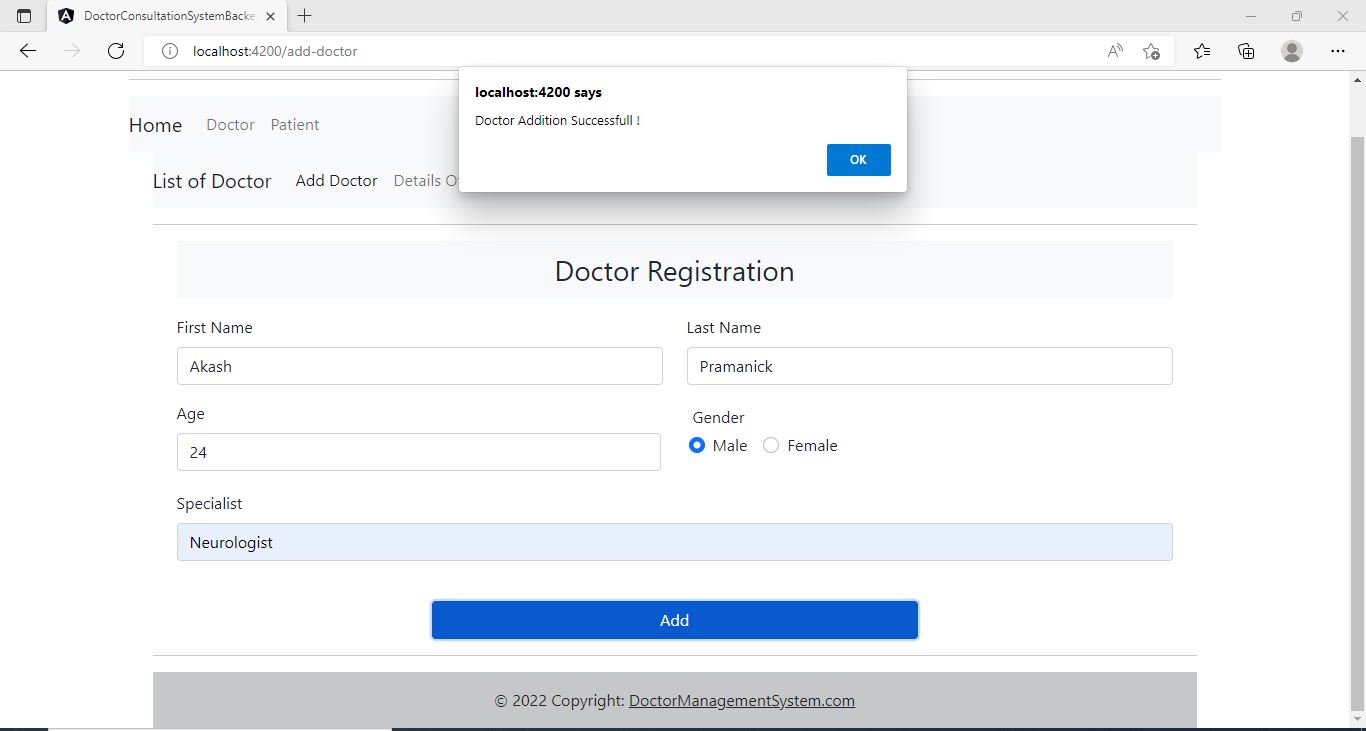 DoctorConsultationSystemBacke
localhost:4200/add-doctor
localhost:4200 says
Doctor Addition Successfull !
OK
Home Doctor Patient
List of Doctor Add Doctor Details O
Doctor Registration
First Name Last Name
Akash Pramanick
Age Gender
24 Male Female
Specialist
Neurologist
Add
© 2022 Copyright: DoctorManagementSystem.com